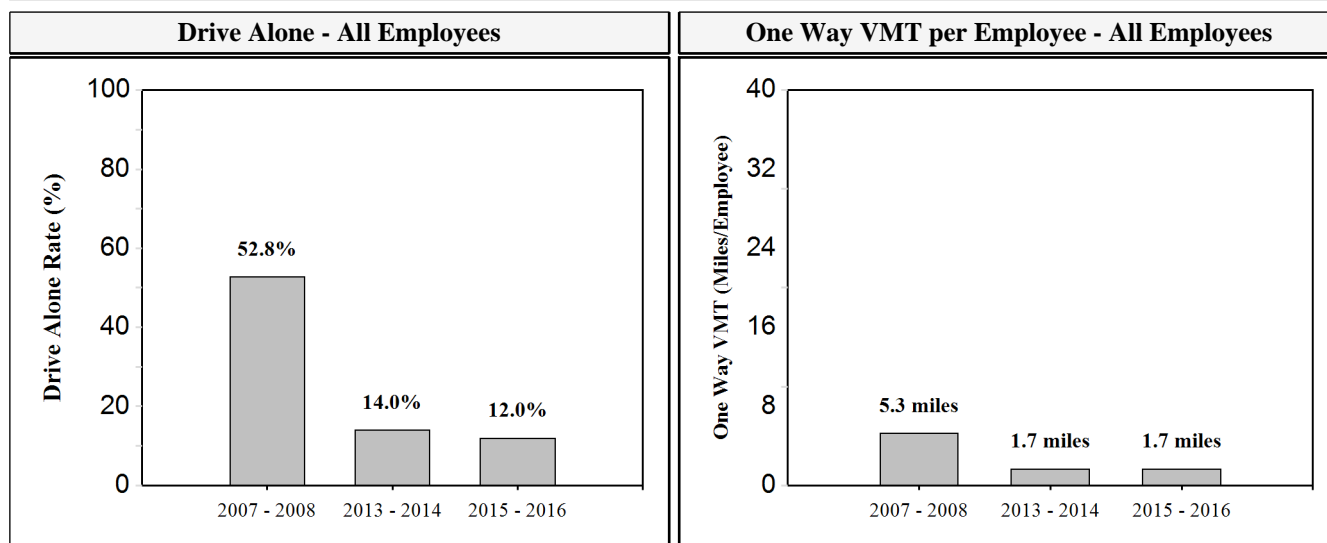 Drive Alone - All Employees
One Way VMT per Employee - All Employees
Drive Alone Rate (%)
100
80
60
40
20
0
52.8%
14.0%
12.0%
2007 - 2008
2013 - 2014
2015 - 2016
One Way VMT (Miles/Employee)
40
32
24
16
8
0
5.3 miles
1.7 miles
1.7 miles
2007 - 2008
2013 - 2014
2015 - 2016